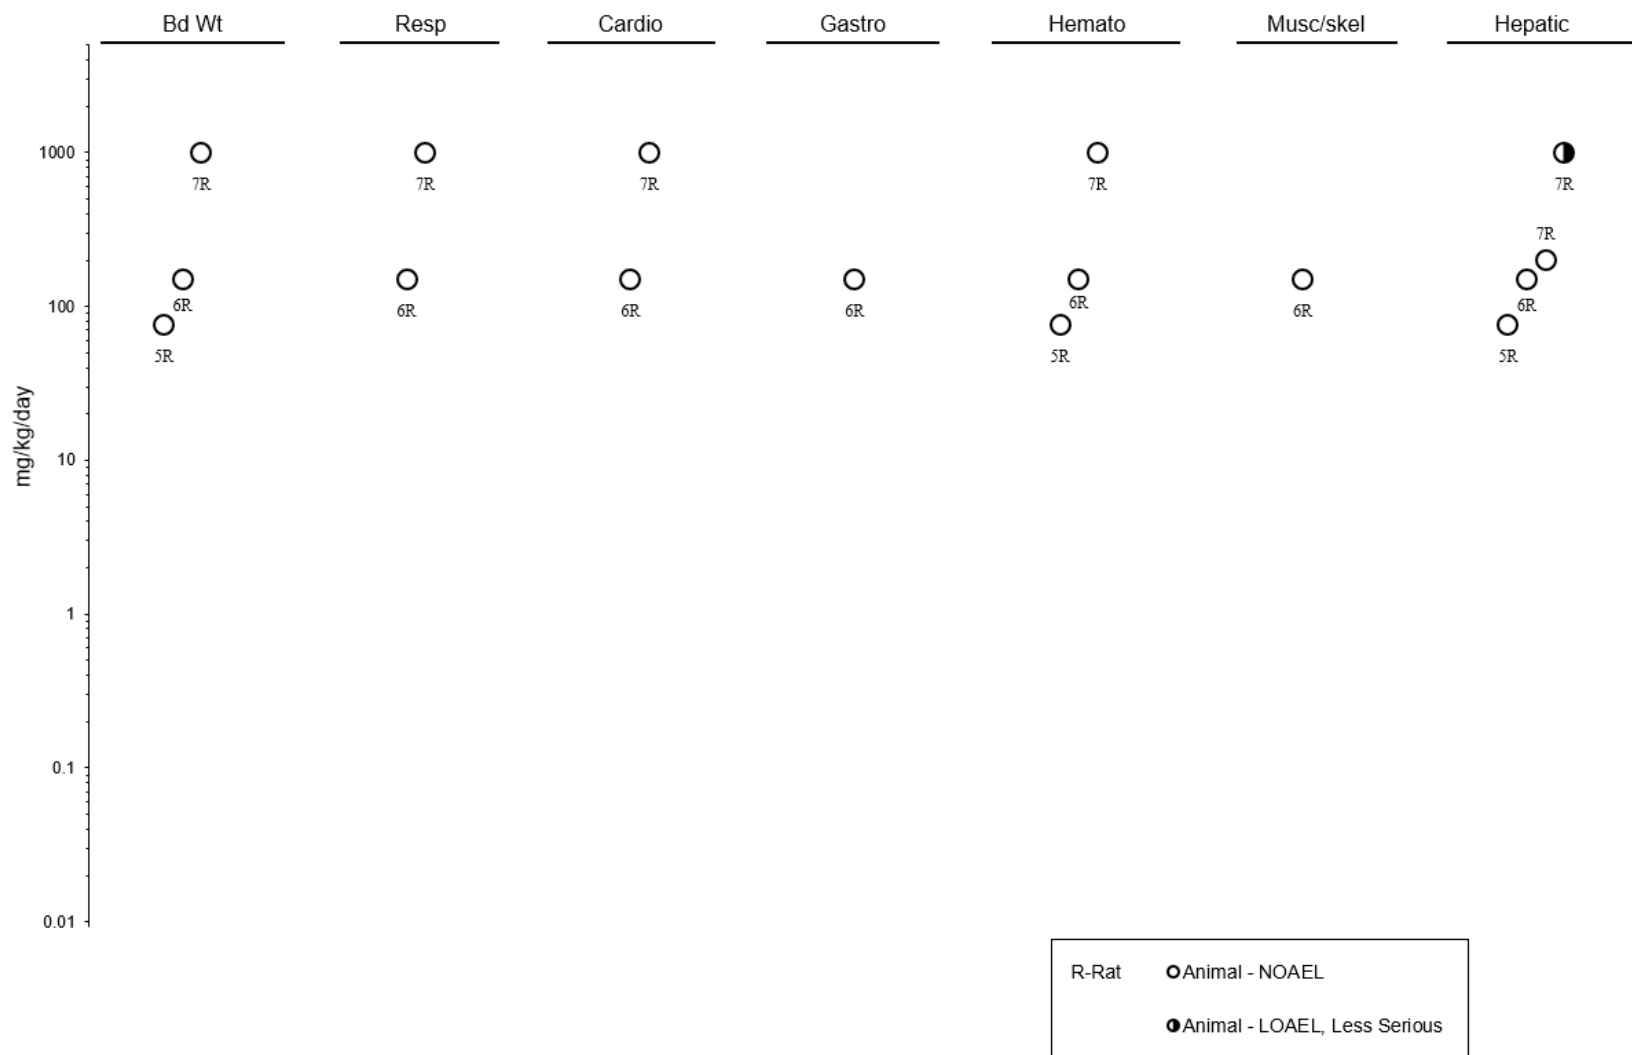 Bd Wt Resp Cardio Gastro Hemato Musc/skel Hepatic
1000
7R 7R 7R 7R 7R
7R
100
6R 6R 6R 6R 6R 6R 6R
5R 5R 5R
mg/kg/day
10
1
0.1
0.01
R-Rat Animal - NOAEL
Animal - LOAEL, Less Serious